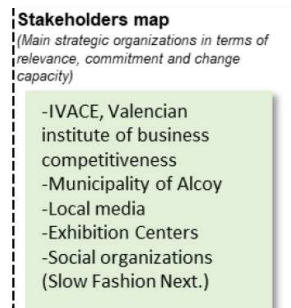 Stakeholders map
(Main strategic organizations in terms of
relevance, commitment and change
capacity)
-IVACE, Valencian
institute of business
competitiveness
-Municipality of Alcoy
-Local media
-Exhibition Centers
-Social organizations
(Slow Fashion Next.)